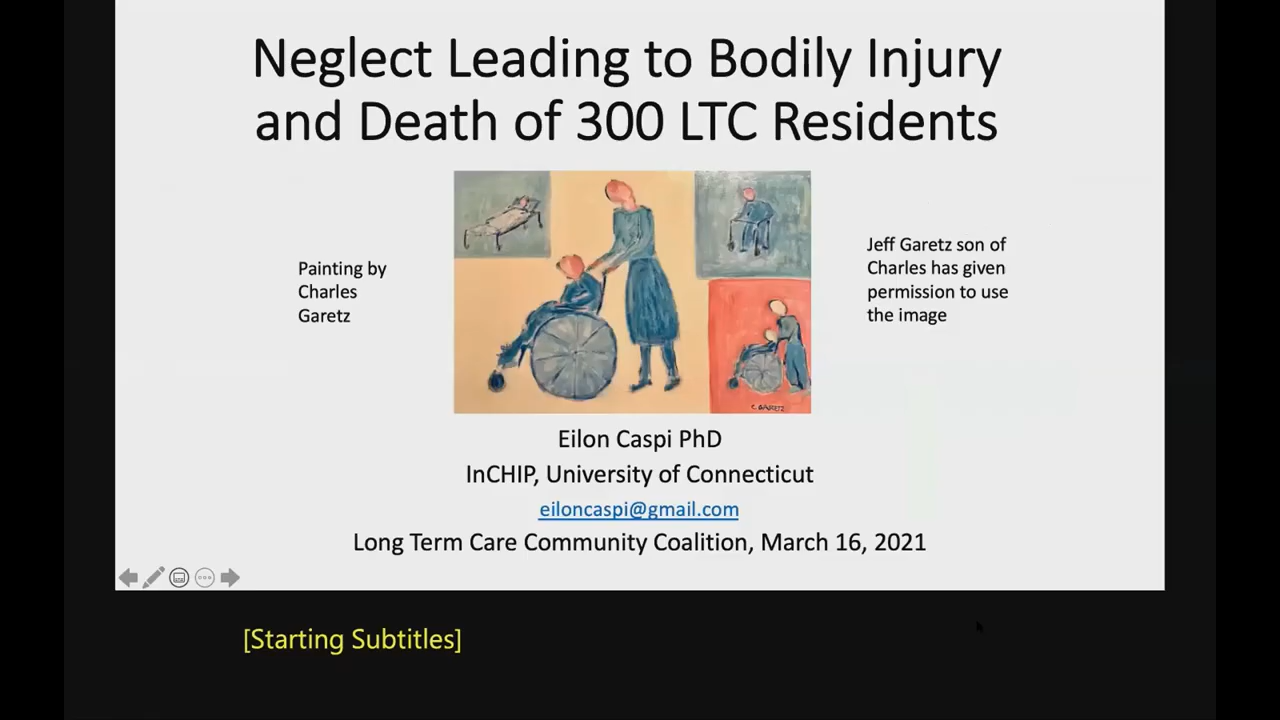 Neglect Leading to Bodily Injury
and Death of 300 LTC Residents
Painting by
Charles
Garetz
Jeff Garetz son of
Charles has given
permission to use
the image
C. GARETZ
Eilon Caspi PhD
InCHIP, University of Connecticut
eiloncaspi@gmail.com
Long Term Care Community Coalition, March 16, 2021
[Starting Subtitles]